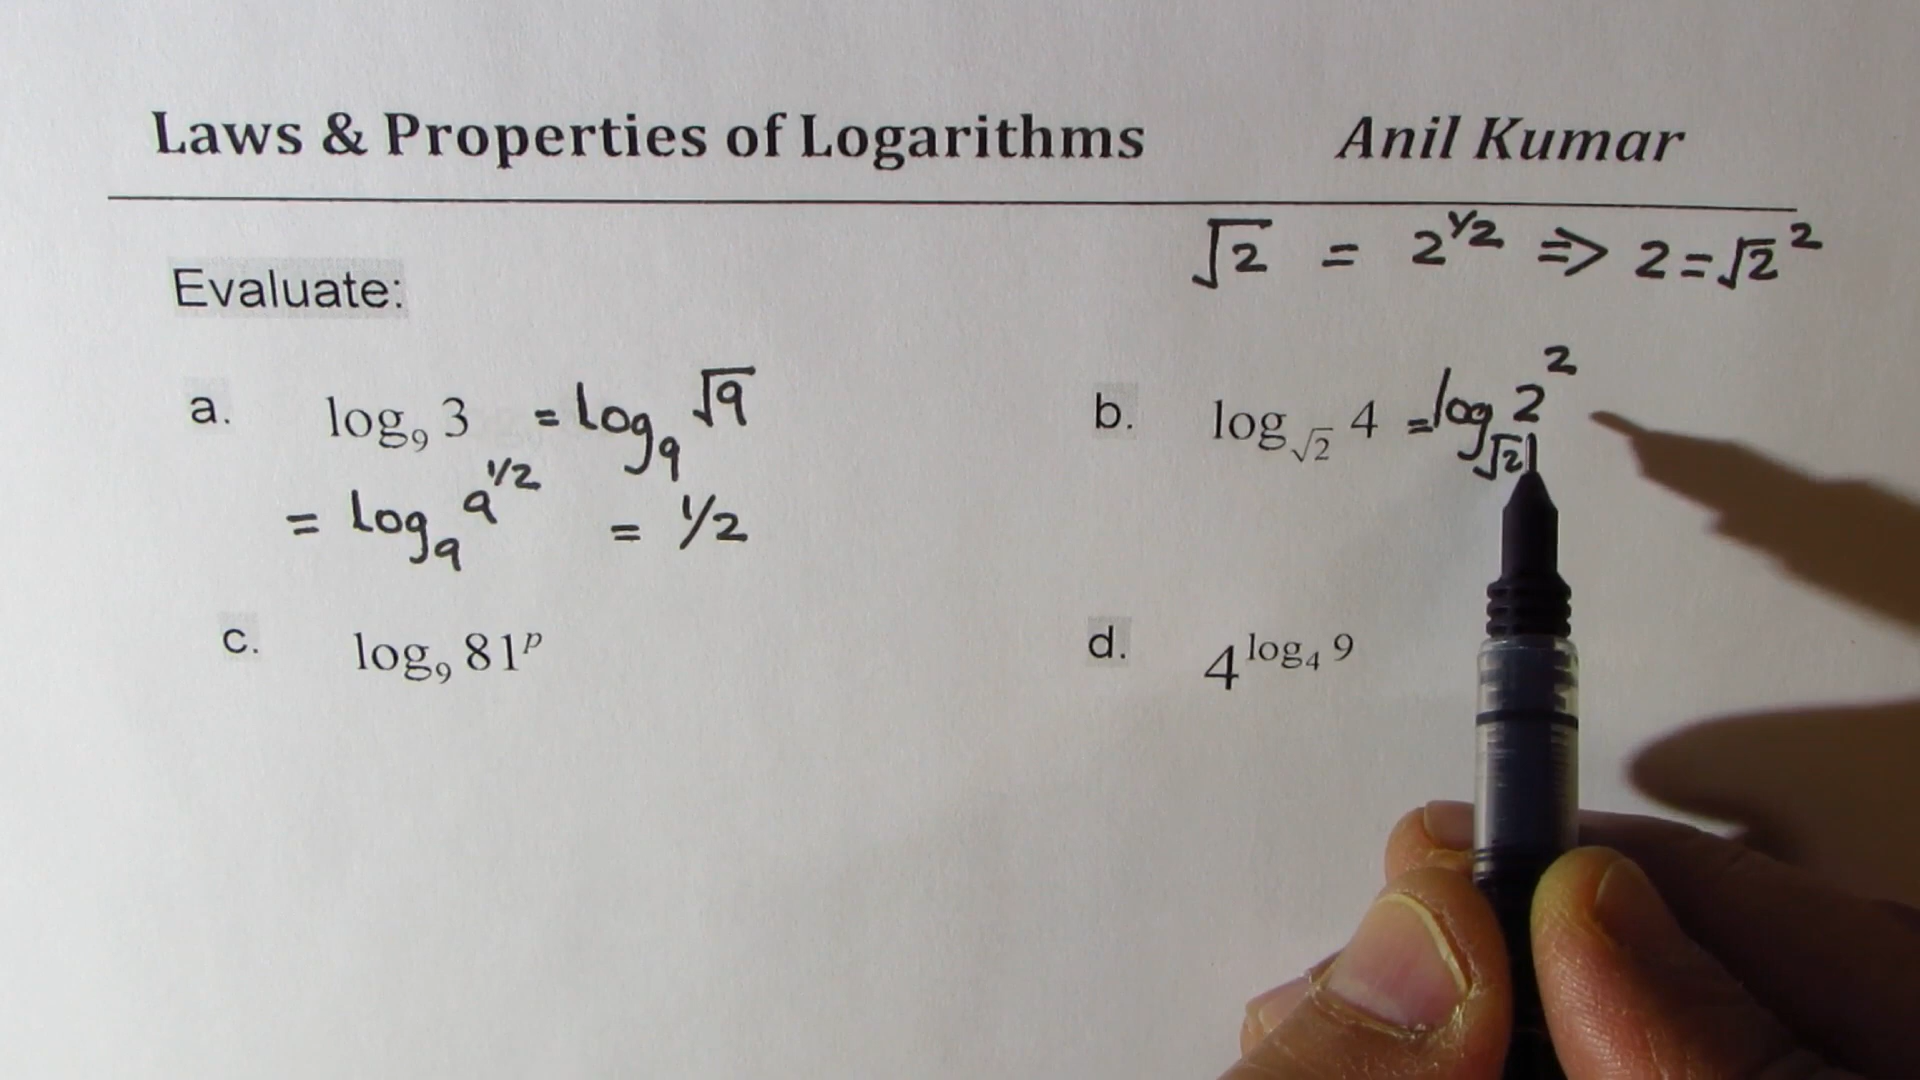 Laws & Properties of Logarithms Anil Kumar
√2 = 2^1/2 ⇒ 2 = √2^2
Evaluate:
a. log₉ 3 = log₉ √9
= log₉ 9^1/2 = 1/2
b. log_√2 4 = log_√2 2^2
c. log₉ 81^p
d. 4^log₄ 9